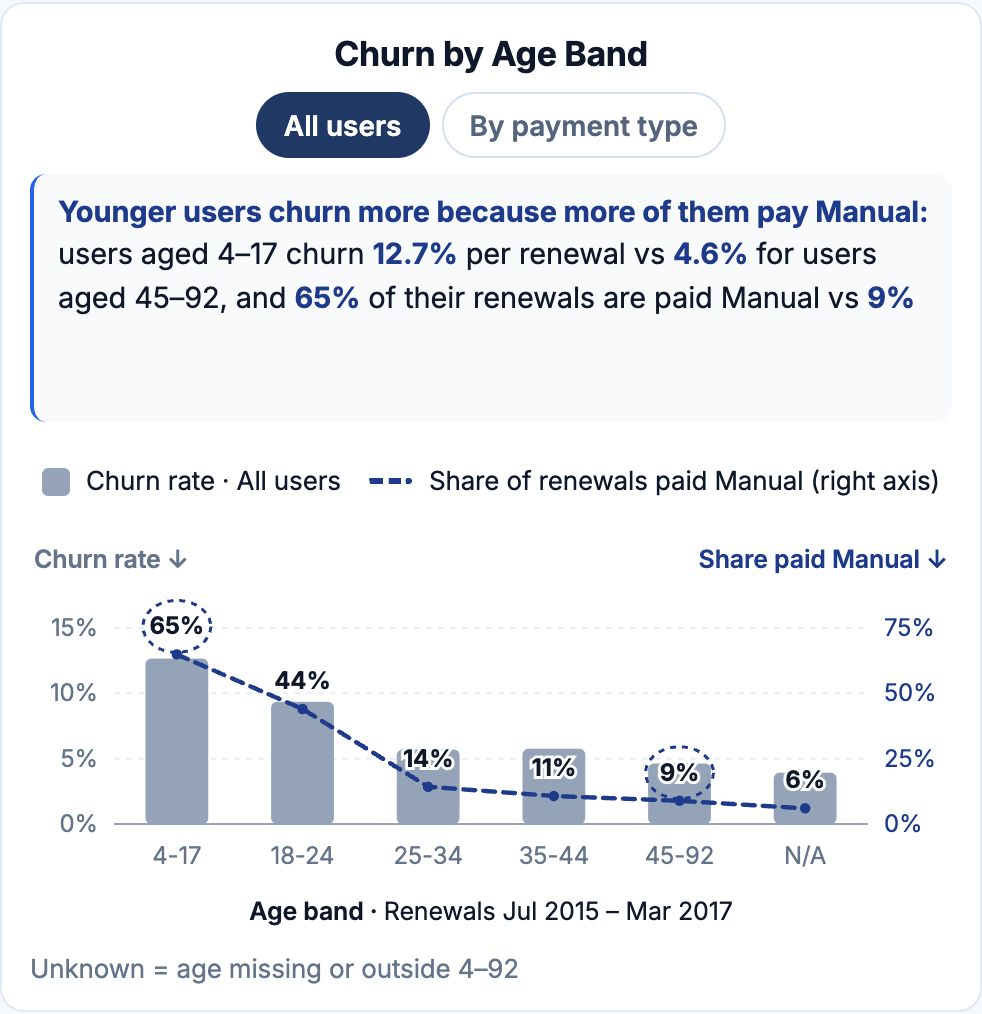 Churn by Age Band
All users
By payment type
Younger users churn more because more of them pay Manual:
users aged 4–17 churn 12.7% per renewal vs 4.6% for users
aged 45–92, and 65% of their renewals are paid Manual vs 9%
Churn rate · All users
Share of renewals paid Manual (right axis)
Churn rate ↓
Share paid Manual ↓
15%
10%
5%
0%
75%
50%
25%
0%
65%
44%
14%
11%
9%
6%
4-17
18-24
25-34
35-44
45-92
N/A
Age band · Renewals Jul 2015 – Mar 2017
Unknown = age missing or outside 4–92